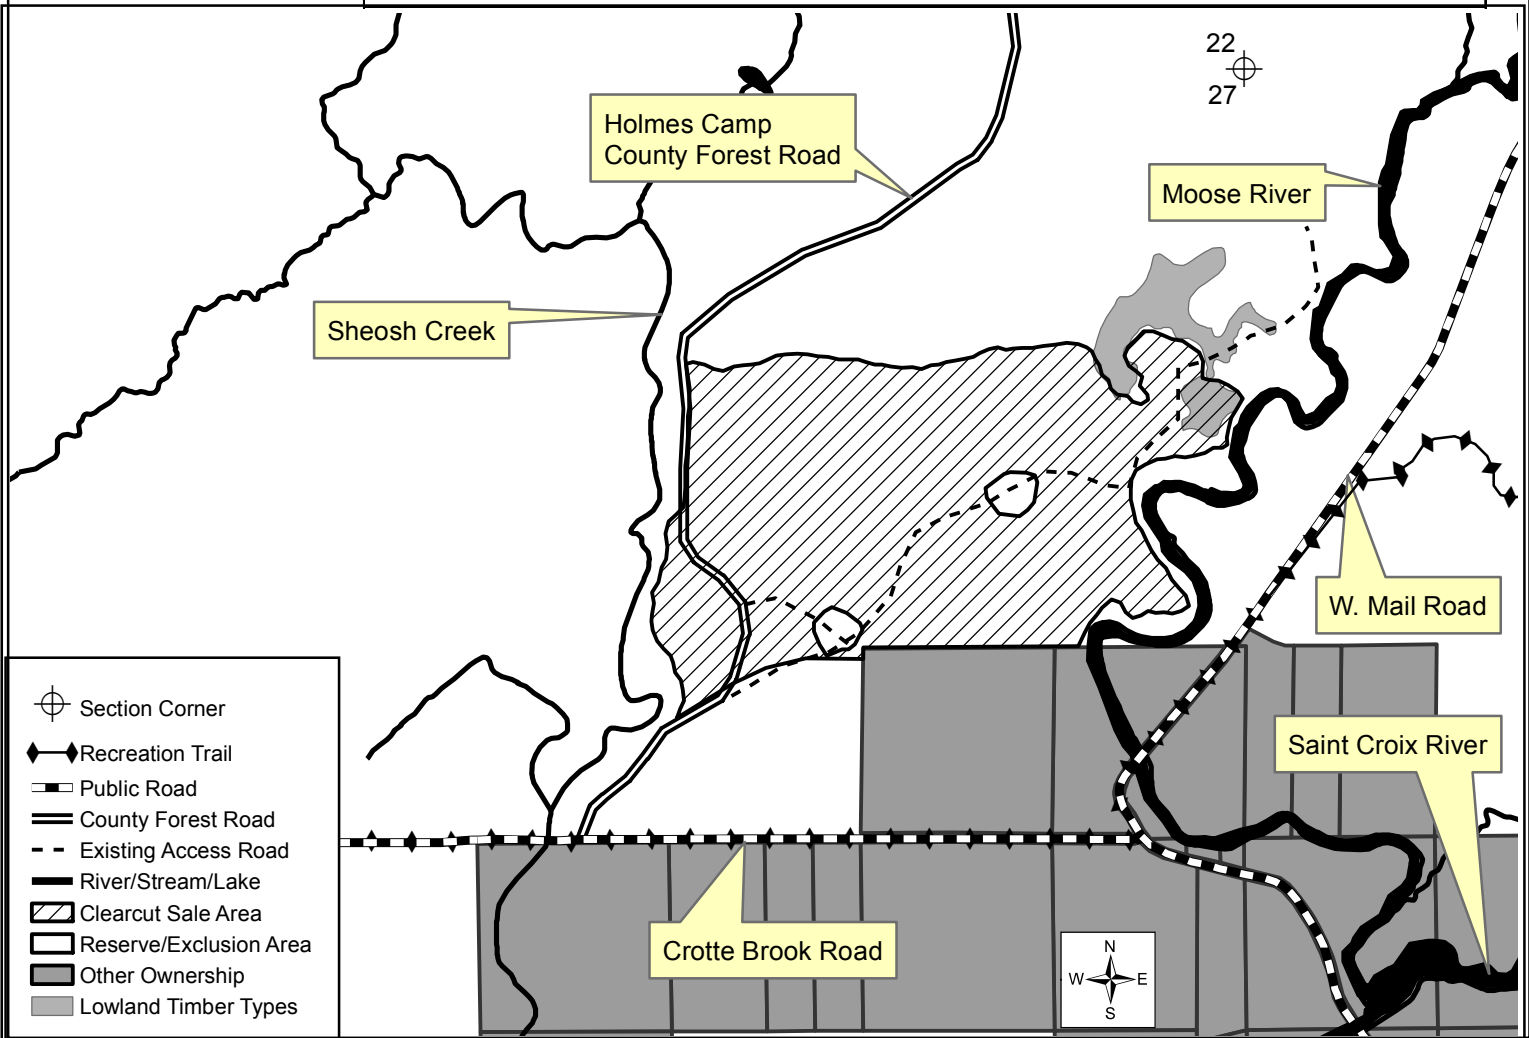 22
27
Holmes Camp
County Forest Road
Moose River
Sheosh Creek
W. Mail Road
Saint Croix River
Crotte Brook Road
N
W
E
S
Section Corner
Recreation Trail
Public Road
County Forest Road
Existing Access Road
River/Stream/Lake
Clearcut Sale Area
Reserve/Exclusion Area
Other Ownership
Lowland Timber Types